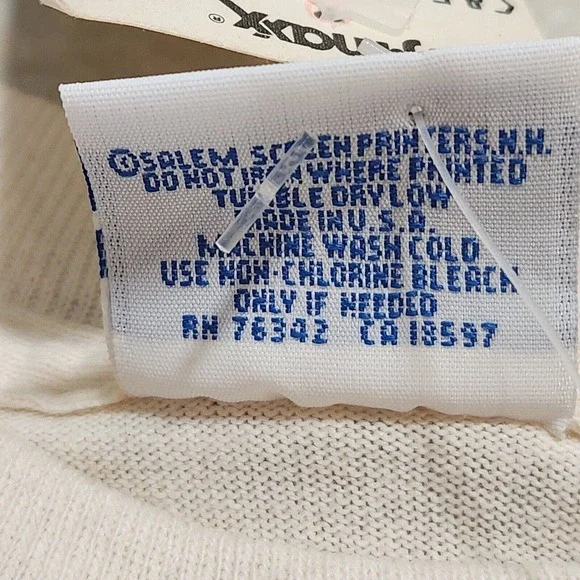 ©SALEM SCREEN PRINTERS.N.H.
DO NOT IRON WHERE PRINTED
TUMBLE DRY LOW
MADE IN U.S.A.
MACHINE WASH COLD
USE NON-CHLORINE BLEACH
ONLY IF NEEDED
RN 76342 CA 18597